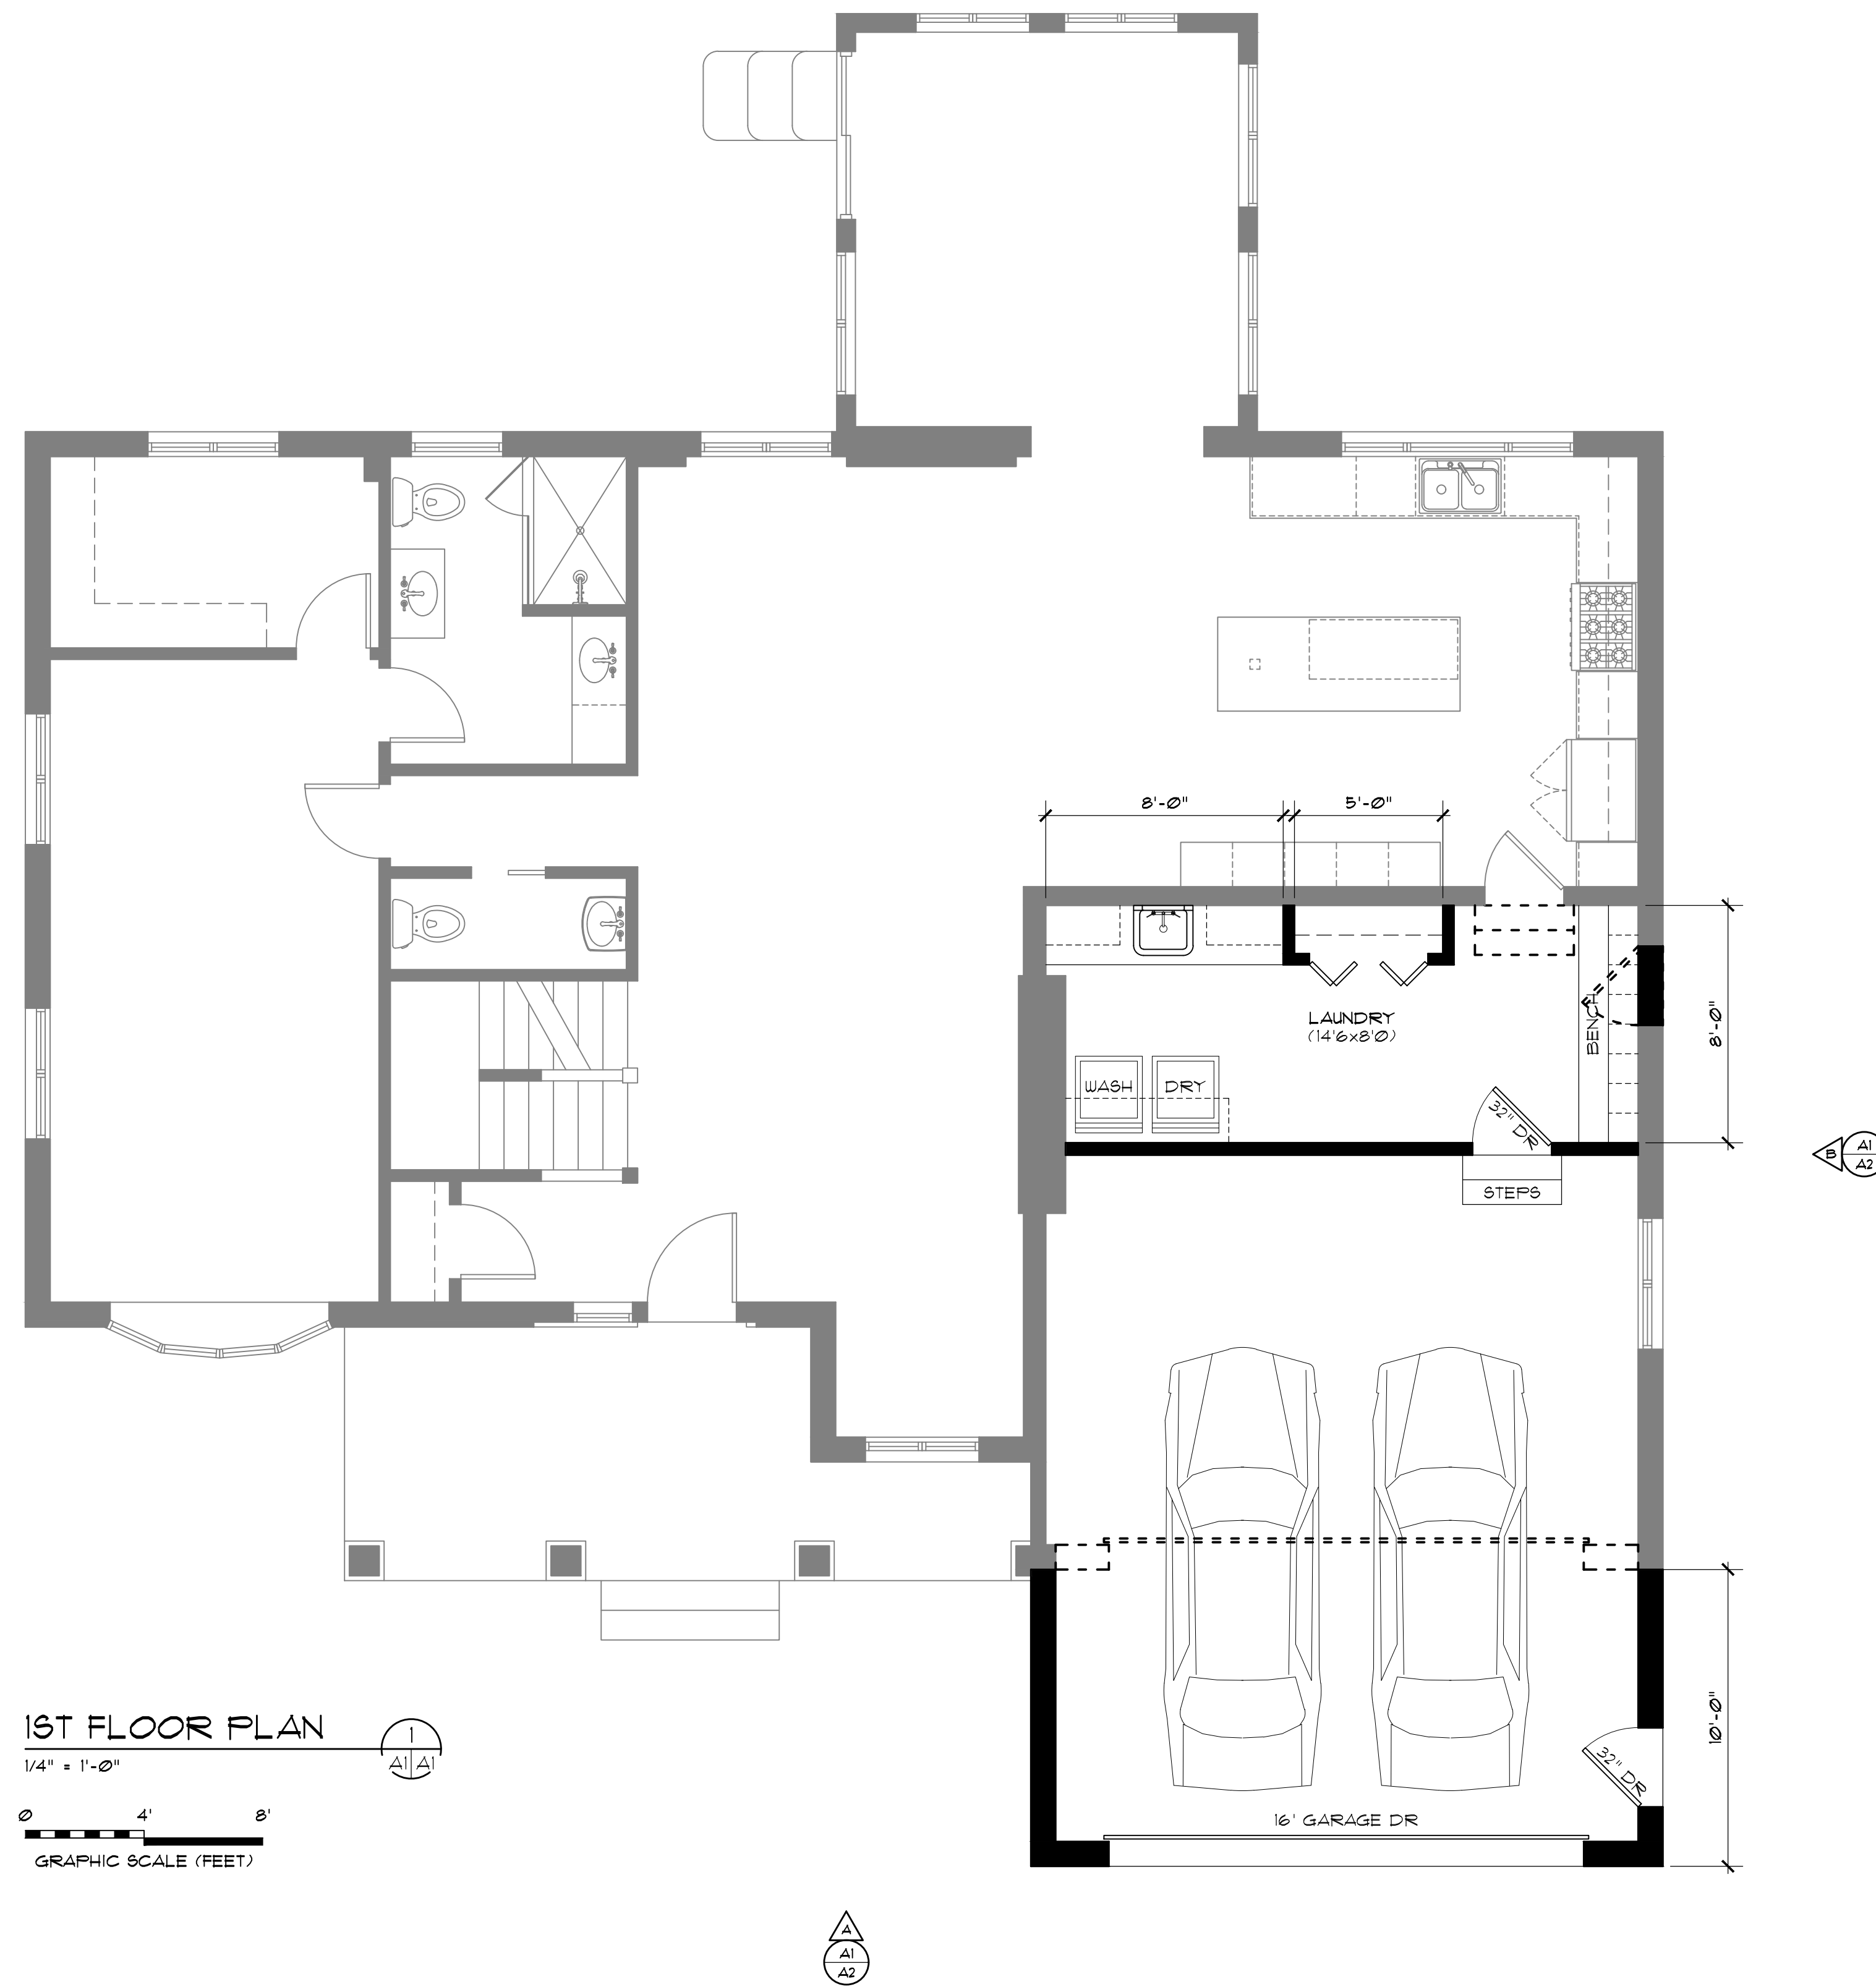 8'-0"
5'-0"
LAUNDRY
(14'6x8'0)
BENCH
8'-0"
WASH
DRY
32" DR
STEPS
B
A1
A2
10'-0"
32" DR
16' GARAGE DR
1ST FLOOR PLAN
1/4" = 1'-0"
1
A1 A1
0 4' 8'
GRAPHIC SCALE (FEET)
A
A1
A2